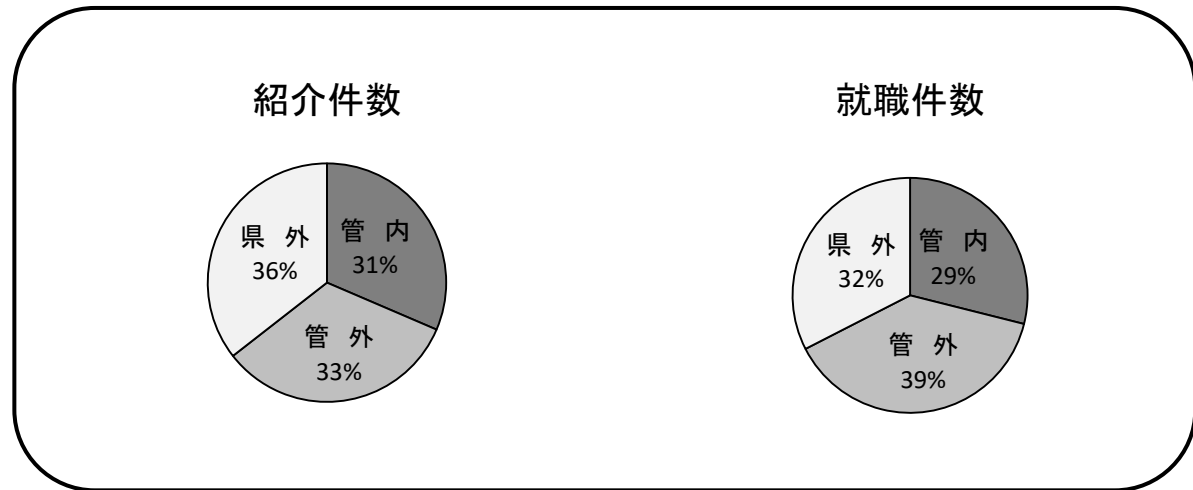 紹介件数
県 外
36%
管 内
31%
管 外
33%
就職件数
県 外
32%
管 内
29%
管 外
39%